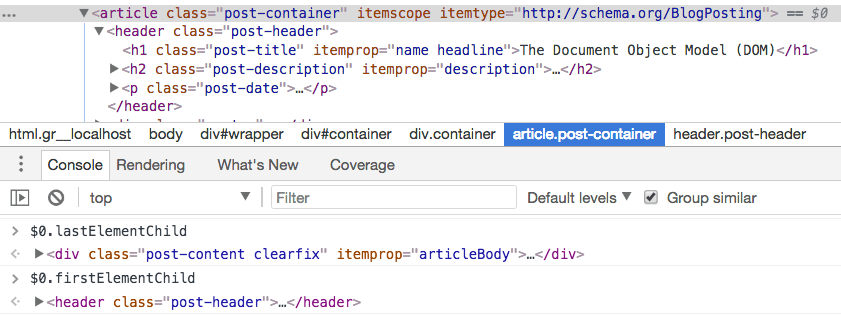 … ▼<article class="post-container" itemscope itemtype="http://schema.org/BlogPosting"> == $0
▼<header class="post-header">
<h1 class="post-title" itemprop="name headline">The Document Object Model (DOM)</h1>
▶<h2 class="post-description" itemprop="description">…</h2>
▶<p class="post-date">…</p>
</header>
html.gr__localhost body div#wrapper div#container div.container article.post-container header.post-header
Console Rendering What's New Coverage
top ▼ Filter Default levels ▼ Group similar
> $0.lastElementChild
▶<div class="post-content clearfix" itemprop="articleBody">…</div>
> $0.firstElementChild
▶<header class="post-header">…</header>